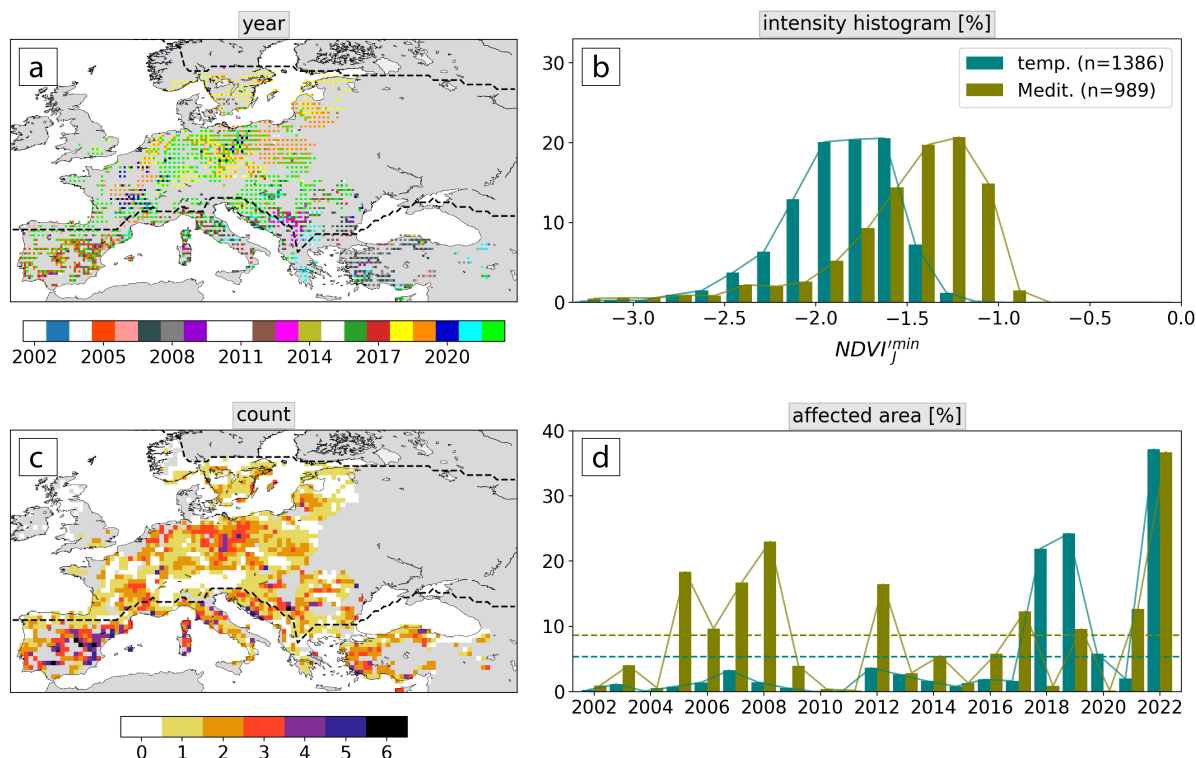 year
a
2002 2005 2008 2011 2014 2017 2020
intensity histogram [%]
b
temp. (n=1386)
Medit. (n=989)
30
20
10
0
−3.0 −2.5 −2.0 −1.5 −1.0 −0.5 0.0
NDVI'_J^min
count
c
0 1 2 3 4 5 6
affected area [%]
d
40
30
20
10
0
2002 2004 2006 2008 2010 2012 2014 2016 2018 2020 2022